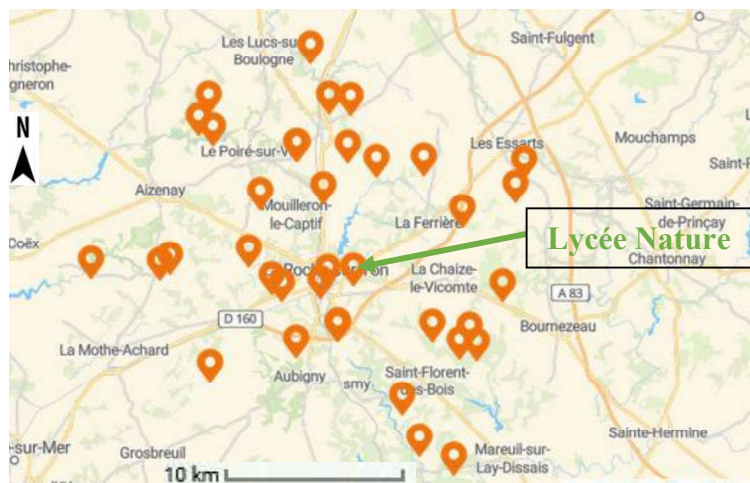 Les Lucs-su
Boulogne
Saint-Fulgent
hristophe-
gneron
N
Mouchamps
Les Essarts
Le Poiré-sur-V
Saint-P
Aizenay
Mouilleron-
le-Captif
La Ferrière
Saint-Germain-
de-Prinçay
Coëx
Lycée Nature
Chantonnay
La Chaize-
le-Vicomte
A 83
D 160
Bournezeau
La Mothe-Achard
Aubigny
smy
Saint-Florent-
des-Bois
Sainte-Hermine
-sur-Mer
Grosbreuil
Mareuil-sur-
Lay-Dissais
10 km